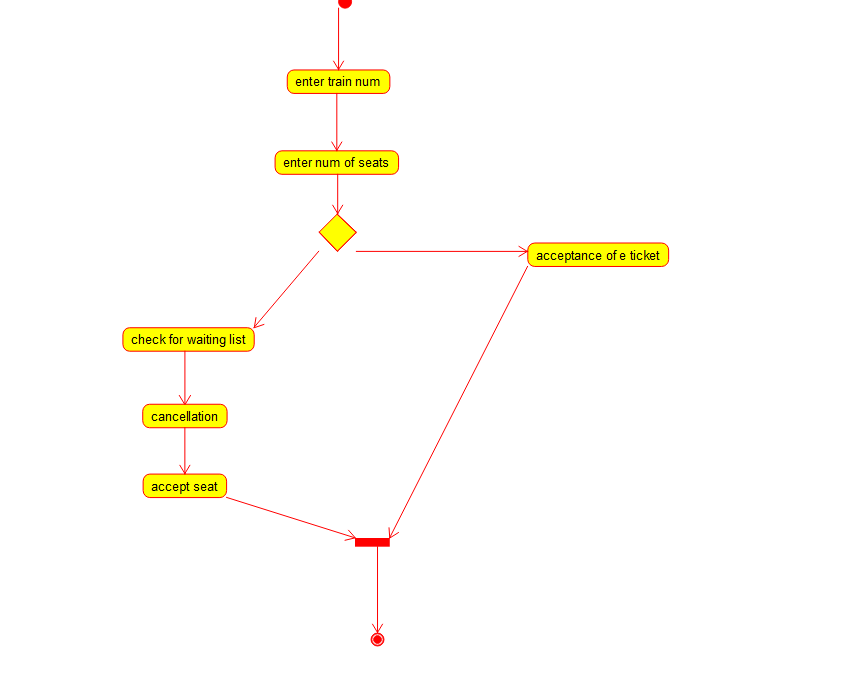 enter train num
enter num of seats
acceptance of e ticket
check for waiting list
cancellation
accept seat